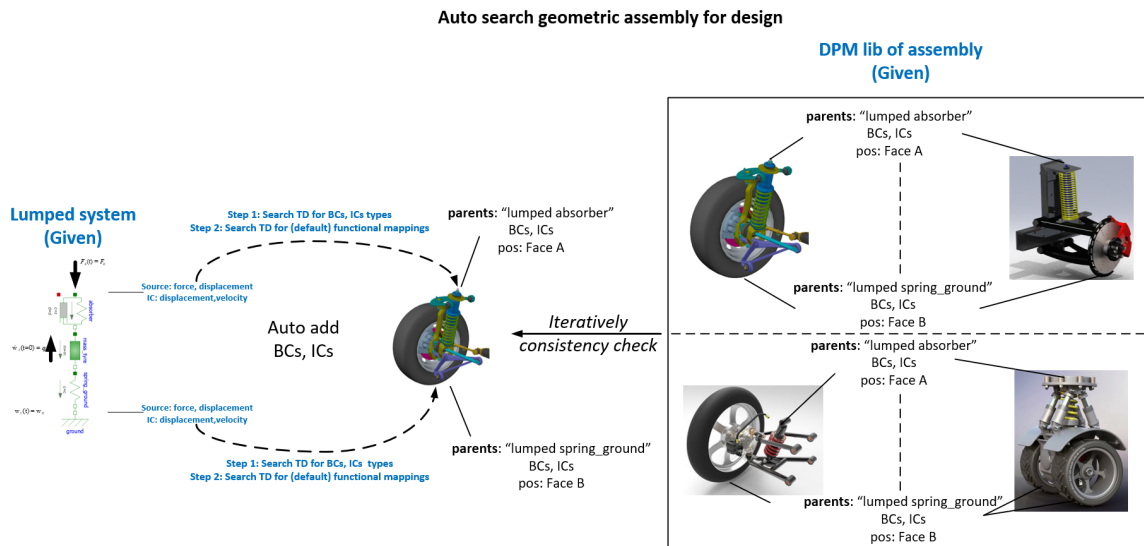 Auto search geometric assembly for design
DPM lib of assembly
(Given)
parents: “lumped absorber”
BCs, ICs
pos: Face A
parents: “lumped spring_ground”
BCs, ICs
pos: Face B
parents: “lumped absorber”
BCs, ICs
pos: Face A
parents: “lumped spring_ground”
BCs, ICs
pos: Face B
Iteratively
consistency check
Lumped system
(Given)
Source: force, displacement
IC: displacement,velocity
absorber
mass_tyre
spring_ground
ground
Source: force, displacement
IC: displacement,velocity
Step 1: Search TD for BCs, ICs types
Step 2: Search TD for (default) functional mappings
Auto add
BCs, ICs
Step 1: Search TD for BCs, ICs  types
Step 2: Search TD for (default) functional mappings
parents: “lumped absorber”
BCs, ICs
pos: Face A
parents: “lumped spring_ground”
BCs, ICs
pos: Face B